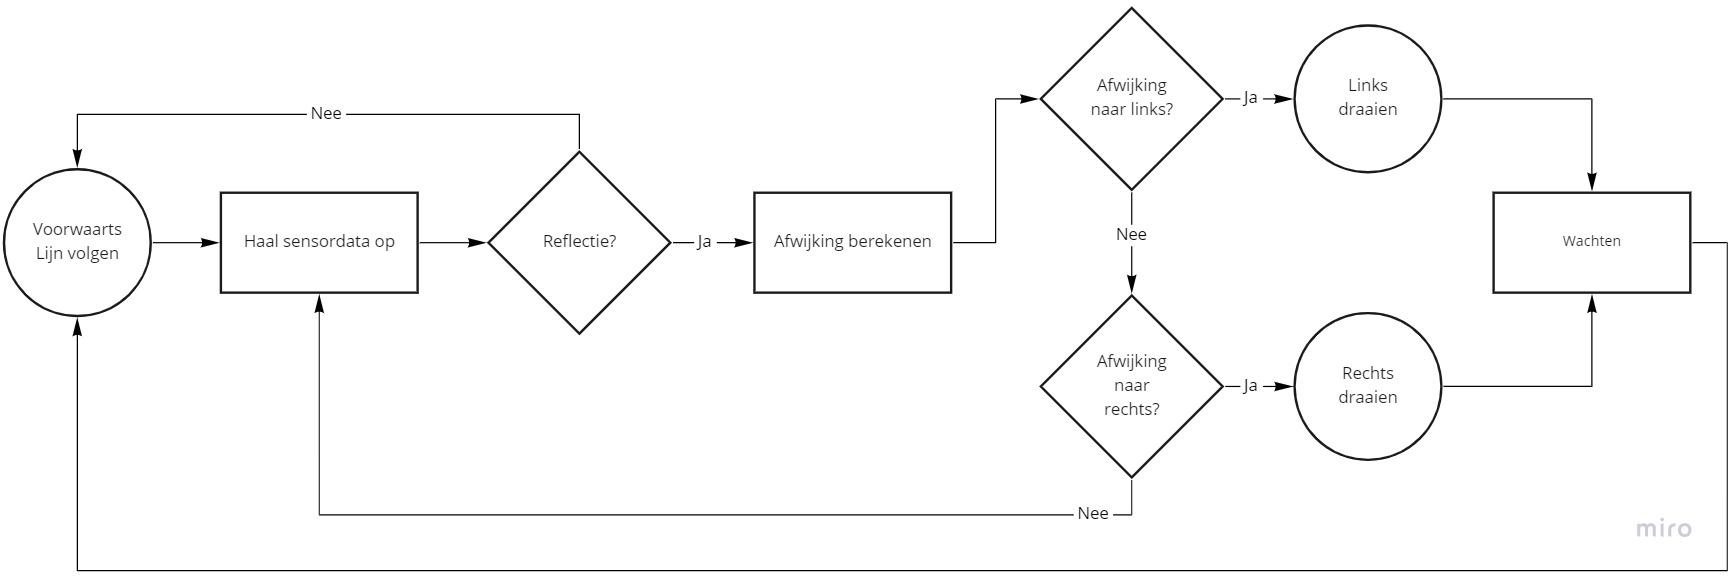 Nee
Voorwaarts
Lijn volgen
Haal sensordata op
Reflectie?
Ja
Afwijking berekenen
Afwijking
naar links?
Ja
Links
draaien
Nee
Wachten
Afwijking
naar
rechts?
Ja
Rechts
draaien
Nee
miro